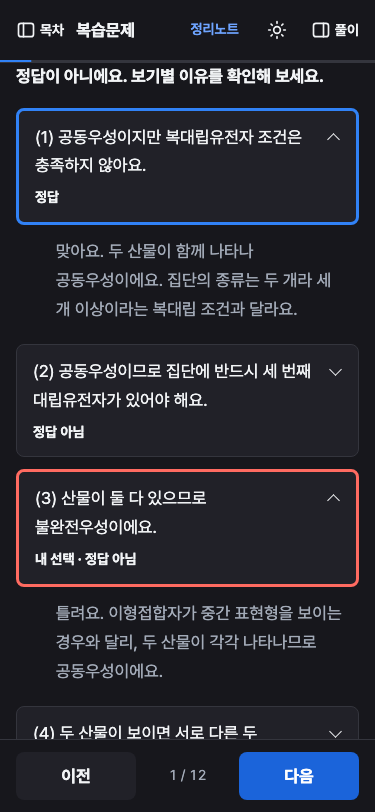 목차 복습문제 정리노트 풀이
정답이 아니에요. 보기별 이유를 확인해 보세요.
(1) 공동우성이지만 복대립유전자 조건은
충족하지 않아요.
정답
맞아요. 두 산물이 함께 나타나
공동우성이에요. 집단의 종류는 두 개라 세
개 이상이라는 복대립 조건과 달라요.
(2) 공동우성이므로 집단에 반드시 세 번째
대립유전자가 있어야 해요.
정답 아님
(3) 산물이 둘 다 있으므로
불완전우성이에요.
내 선택 · 정답 아님
틀려요. 이형접합자가 중간 표현형을 보이는
경우와 달리, 두 산물이 각각 나타나므로
공동우성이에요.
(4) 두 산물이 보이면 서로 다른 두
이전 1 / 12 다음